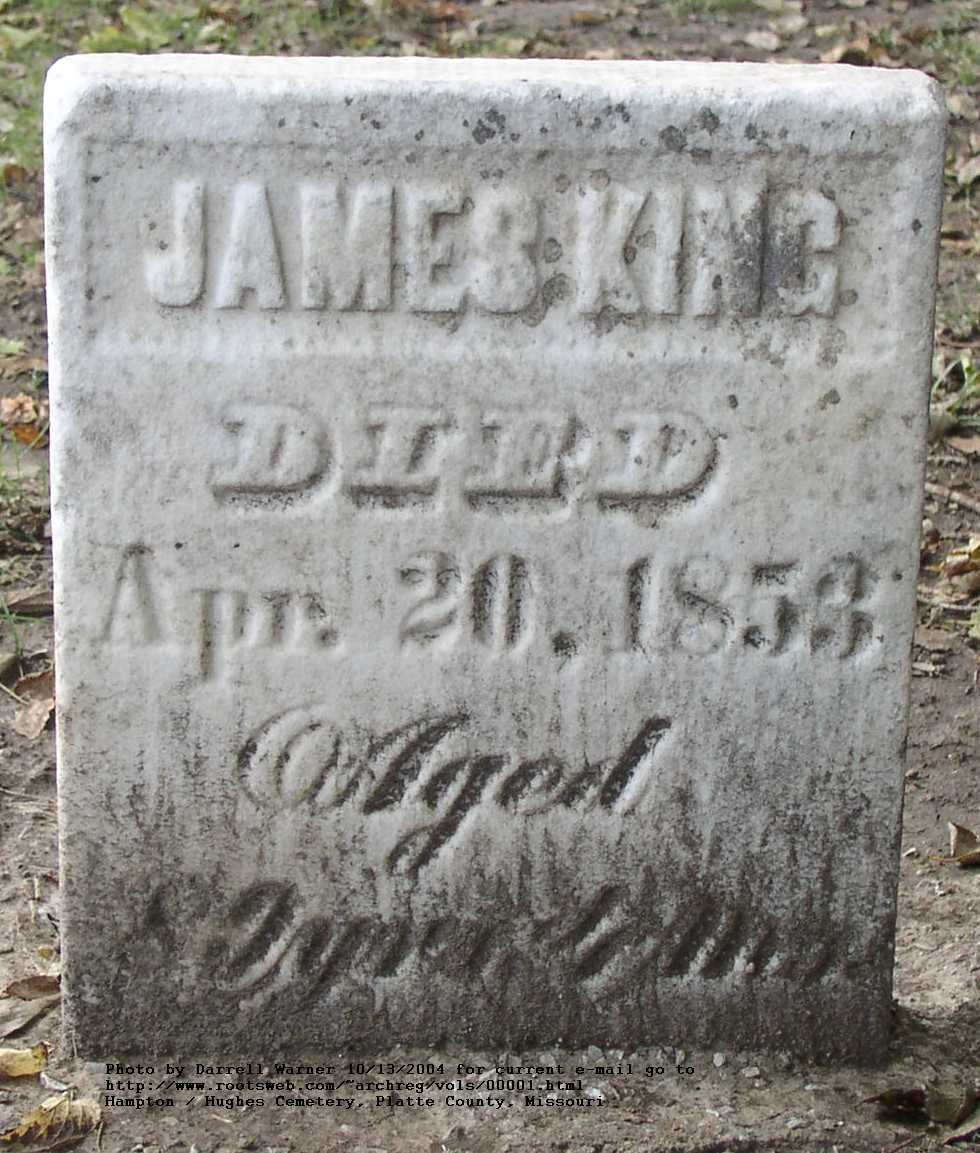 JAMES KING
DIED
Apr. 20. 1853
Aged
Photo by Darrell Warner 10/13/2004 for current e-mail go to
http://www.rootsweb.com/~archreg/vols/00001.html
Hampton / Hughes Cemetery, Platte County, Missouri